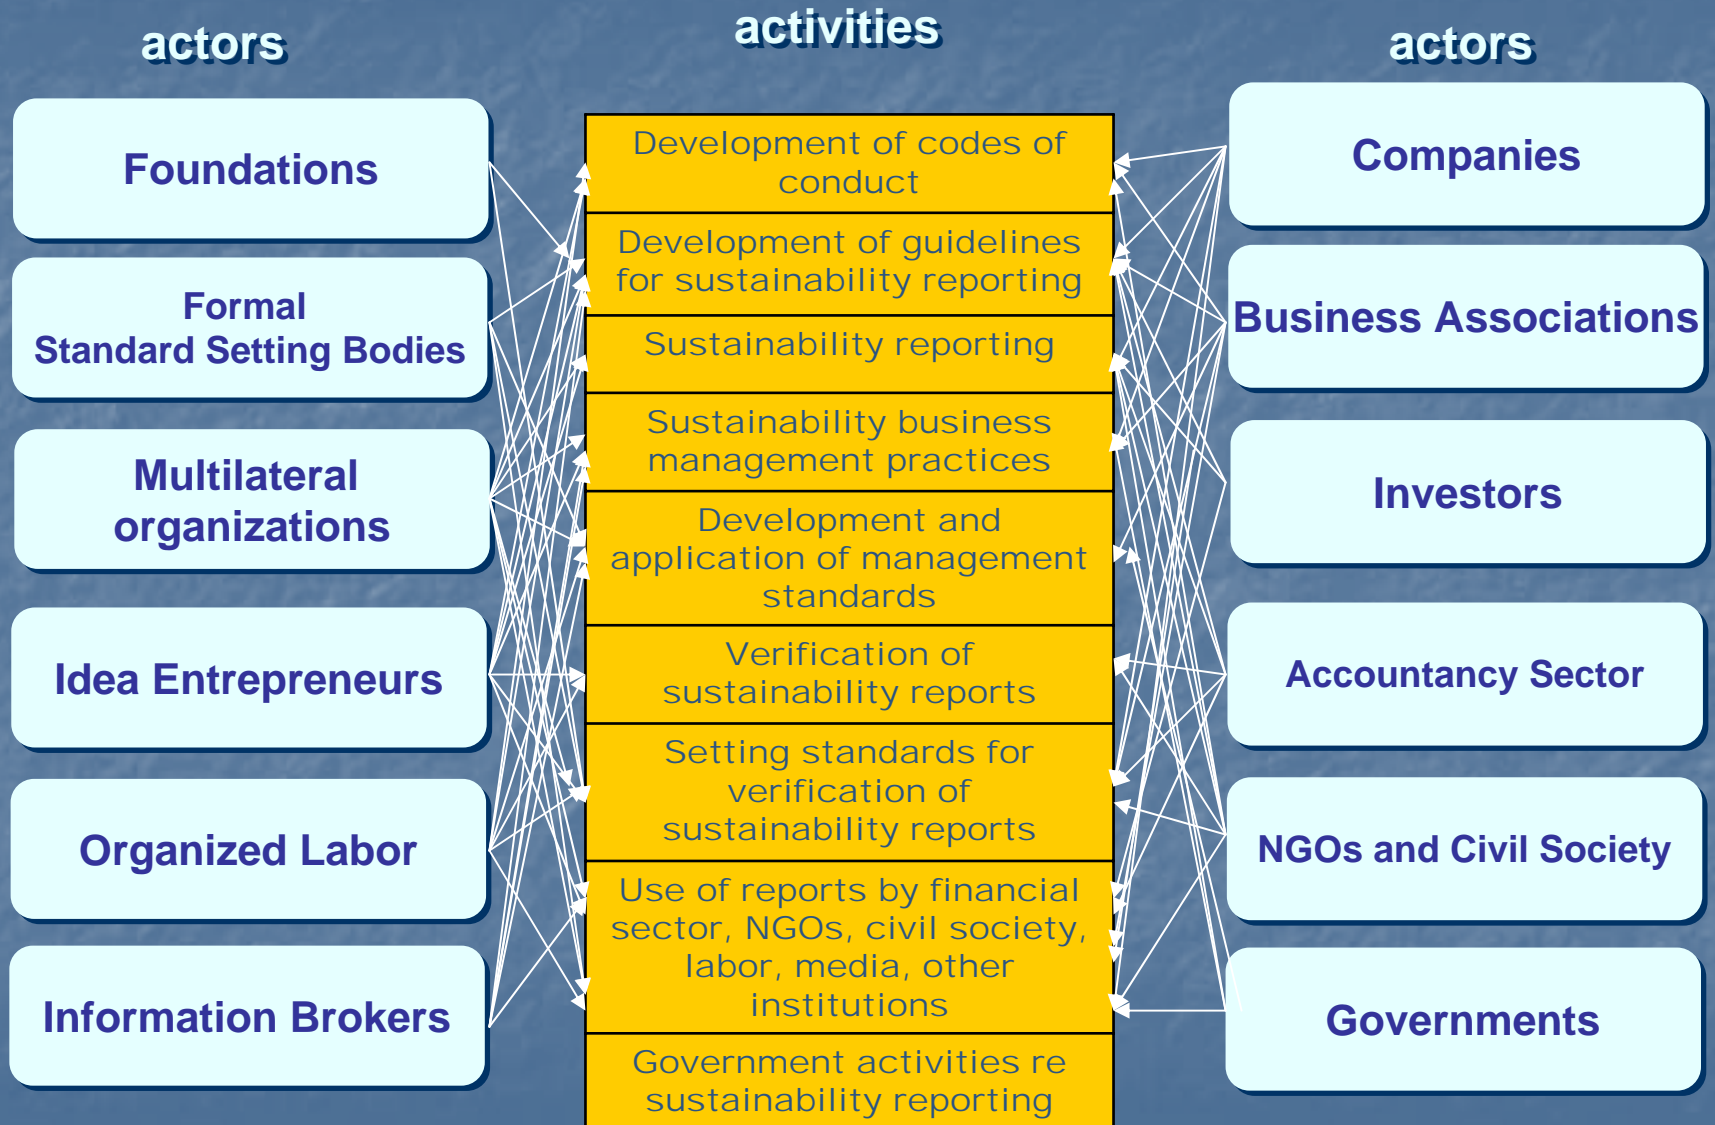 actors
activities
actors
Foundations
Formal
Standard Setting Bodies
Multilateral
organizations
Idea Entrepreneurs
Organized Labor
Information Brokers
Development of codes of
conduct
Development of guidelines
for sustainability reporting
Sustainability reporting
Sustainability business
management practices
Development and
application of management
standards
Verification of
sustainability reports
Setting standards for
verification of
sustainability reports
Use of reports by financial
sector, NGOs, civil society,
labor, media, other
institutions
Government activities re
sustainability reporting
Companies
Business Associations
Investors
Accountancy Sector
NGOs and Civil Society
Governments